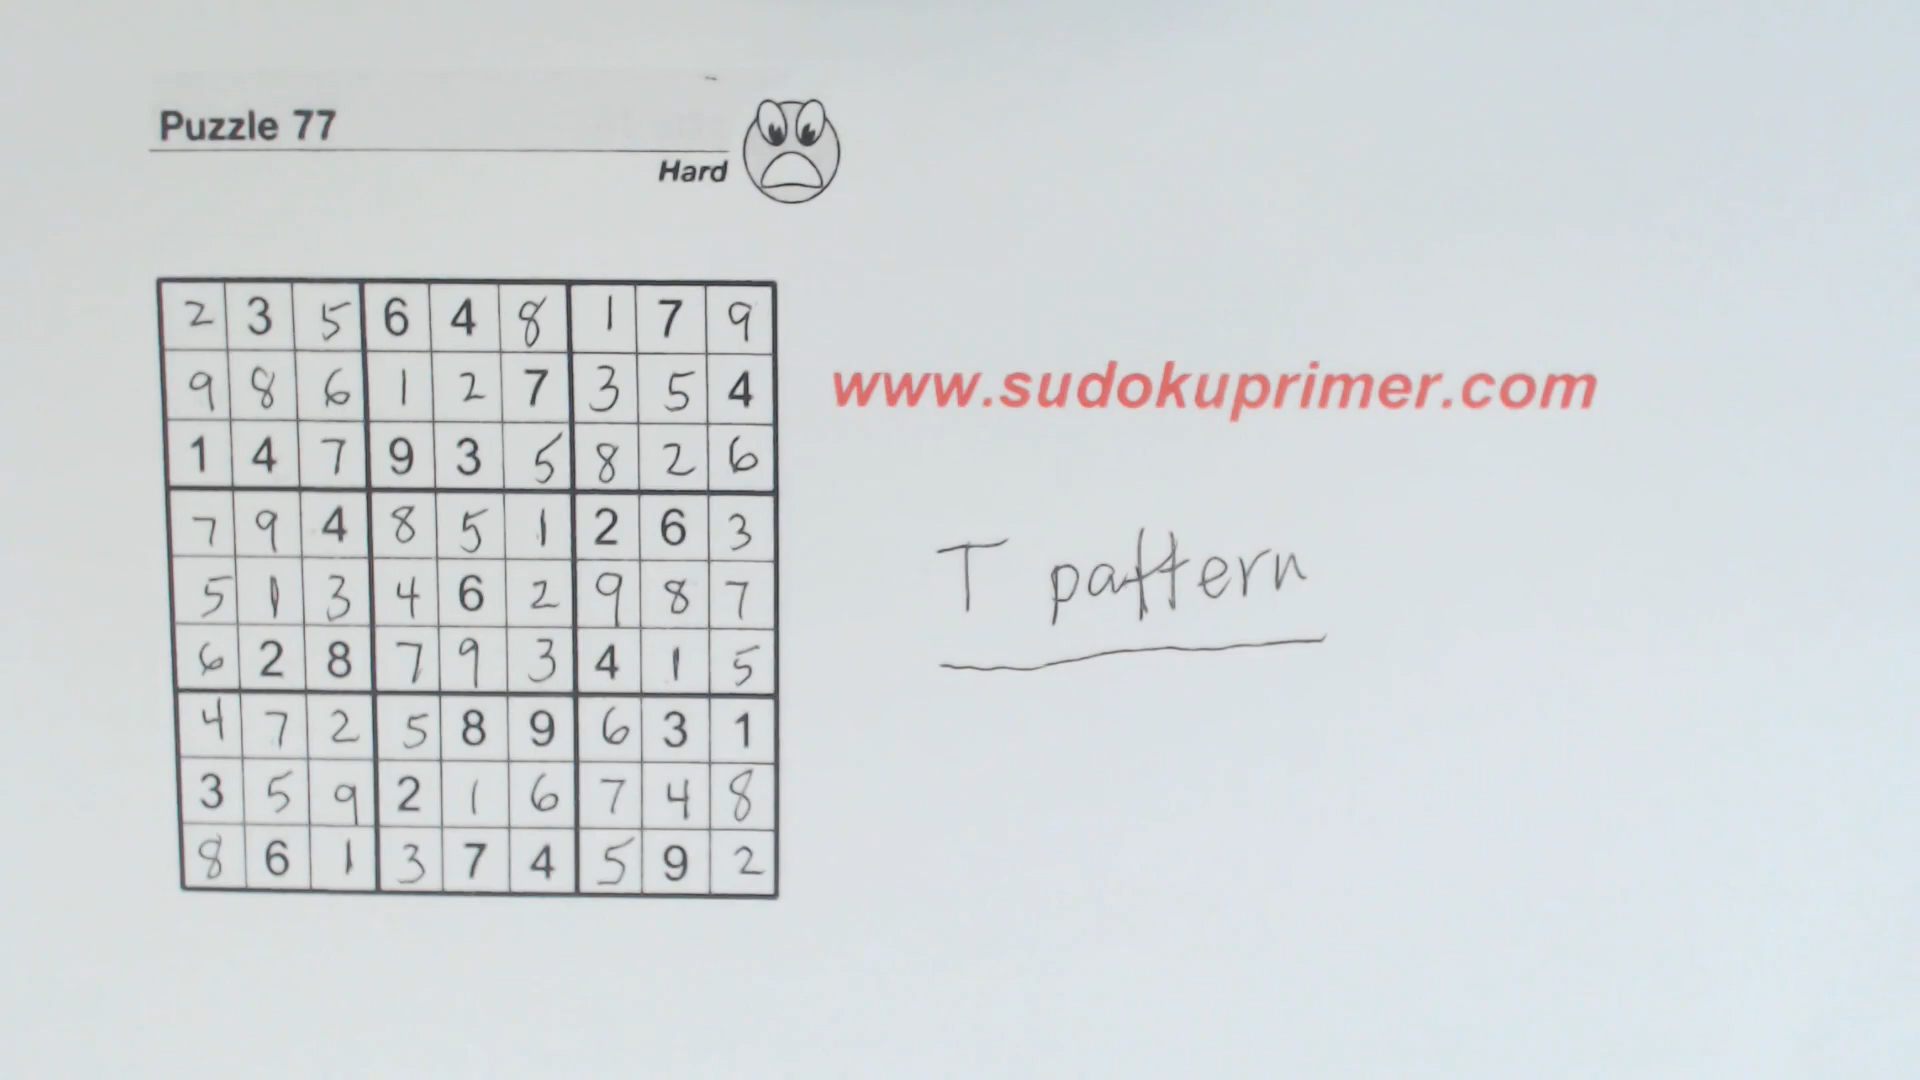 Puzzle 77
Hard
2 3 5 6 4 8 1 7 9
9 8 6 1 2 7 3 5 4
1 4 7 9 3 5 8 2 6
7 9 4 8 5 1 2 6 3
5 1 3 4 6 2 9 8 7
6 2 8 7 9 3 4 1 5
4 7 2 5 8 9 6 3 1
3 5 9 2 1 6 7 4 8
8 6 1 3 7 4 5 9 2
www.sudokuprimer.com
T pattern